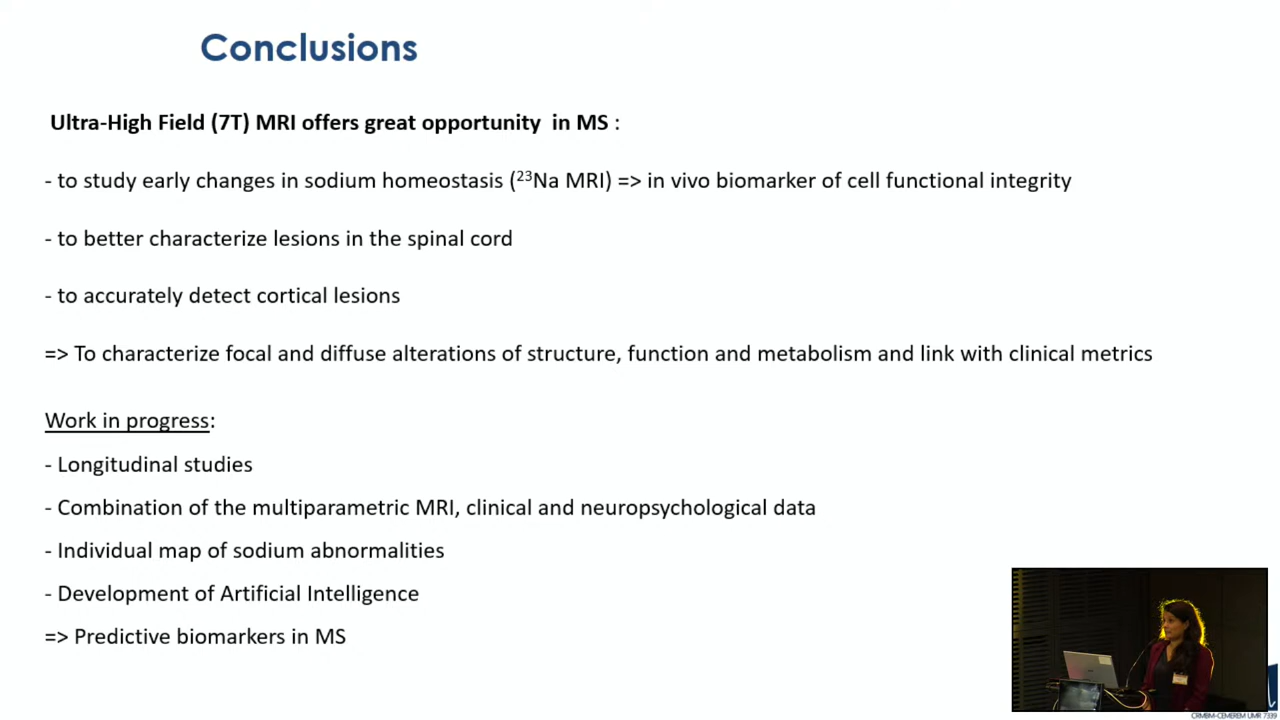 Conclusions
Ultra-High Field (7T) MRI offers great opportunity in MS :
- to study early changes in sodium homeostasis (²³Na MRI) => in vivo biomarker of cell functional integrity
- to better characterize lesions in the spinal cord
- to accurately detect cortical lesions
=> To characterize focal and diffuse alterations of structure, function and metabolism and link with clinical metrics
Work in progress:
- Longitudinal studies
- Combination of the multiparametric MRI, clinical and neuropsychological data
- Individual map of sodium abnormalities
- Development of Artificial Intelligence
=> Predictive biomarkers in MS
CRMBM-CEMEREM UMR 7339